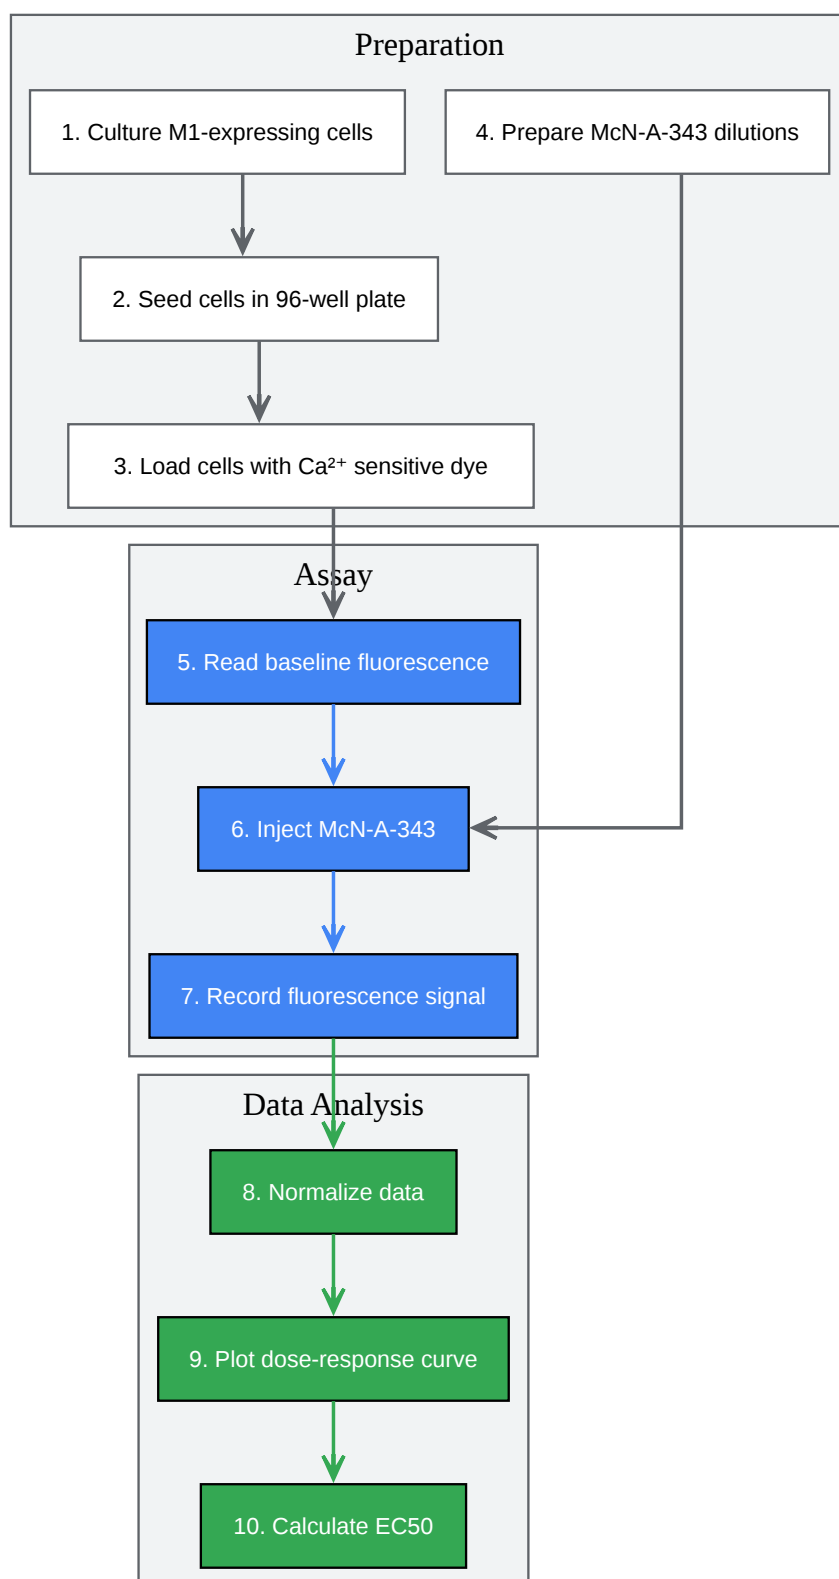 Preparation
1. Culture M1-expressing cells
4. Prepare McN-A-343 dilutions
2. Seed cells in 96-well plate
3. Load cells with Ca²⁺ sensitive dye
Assay
5. Read baseline fluorescence
6. Inject McN-A-343
7. Record fluorescence signal
Data Analysis
8. Normalize data
9. Plot dose-response curve
10. Calculate EC50